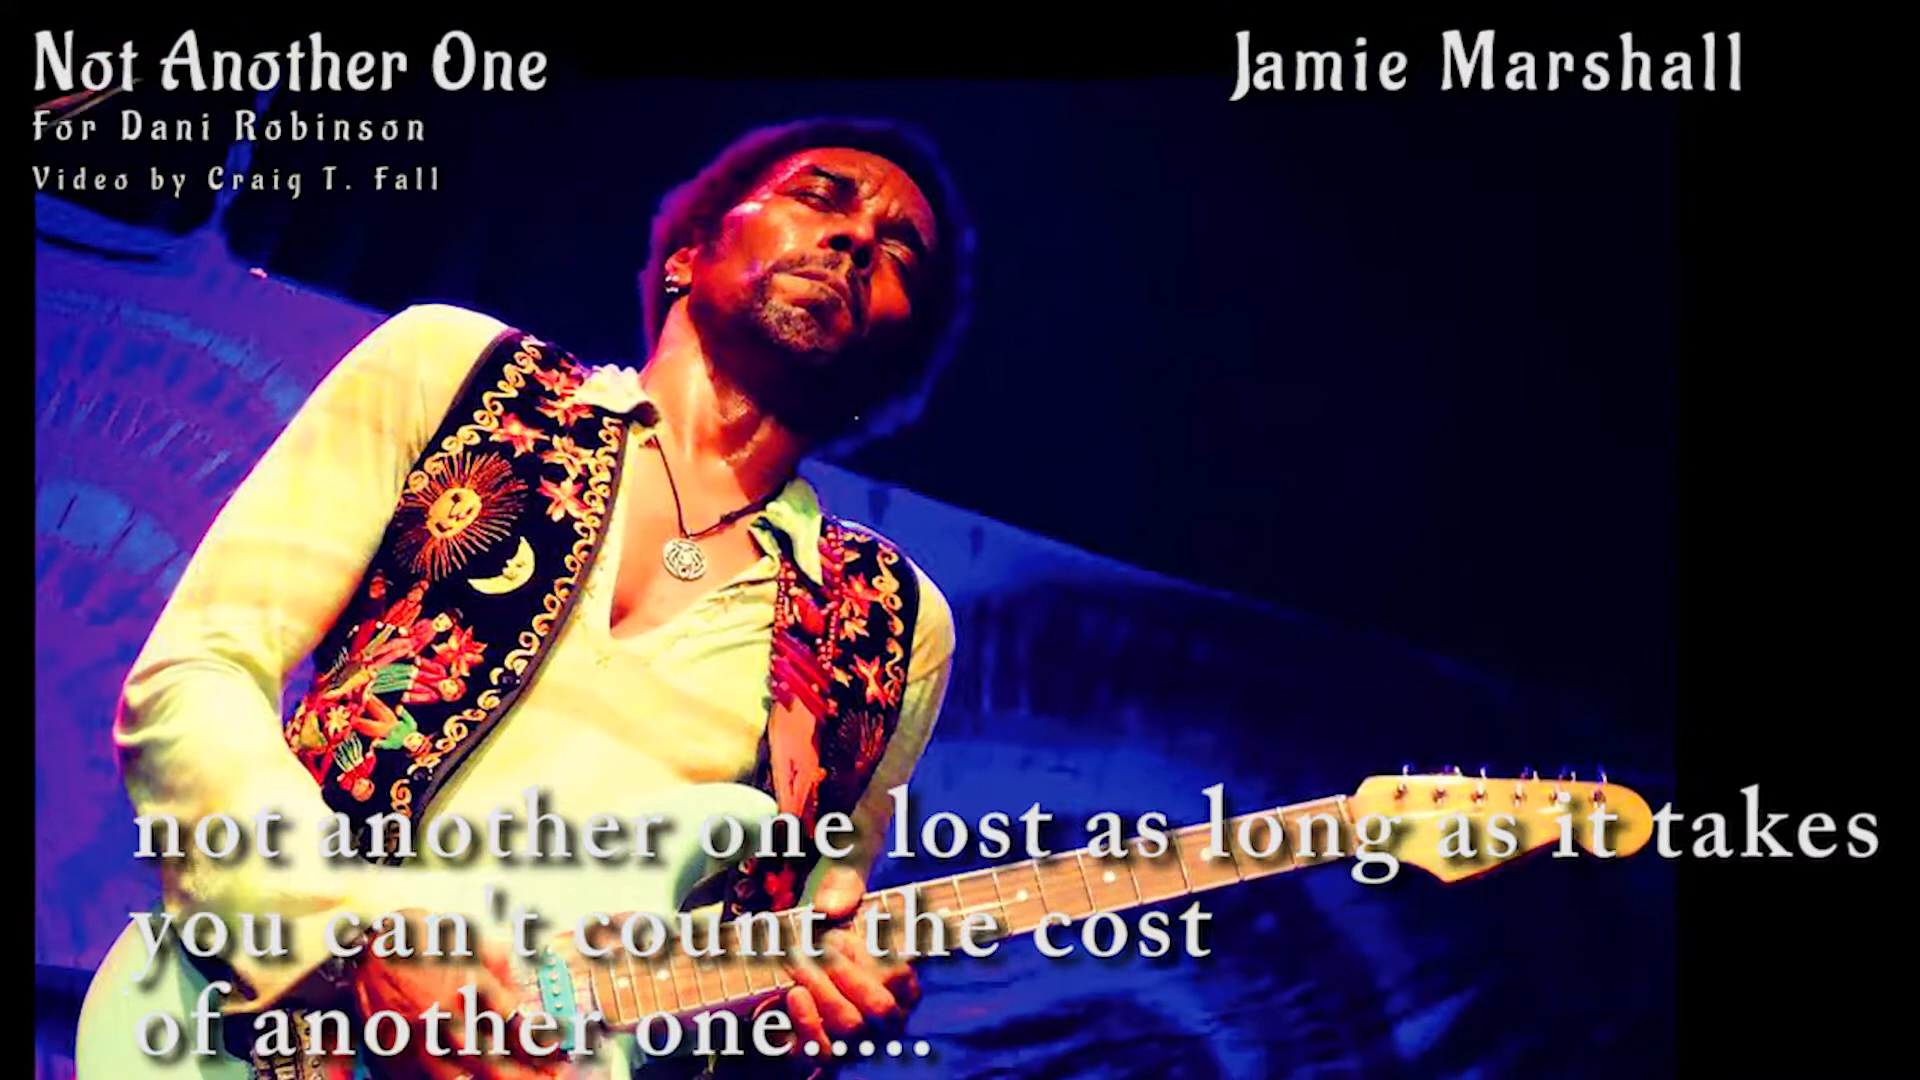 Not Another One
Jamie Marshall
For Dani Robinson
Video by Craig T. Fall
not another one lost as long as it takes
you can't count the cost
of another one.....